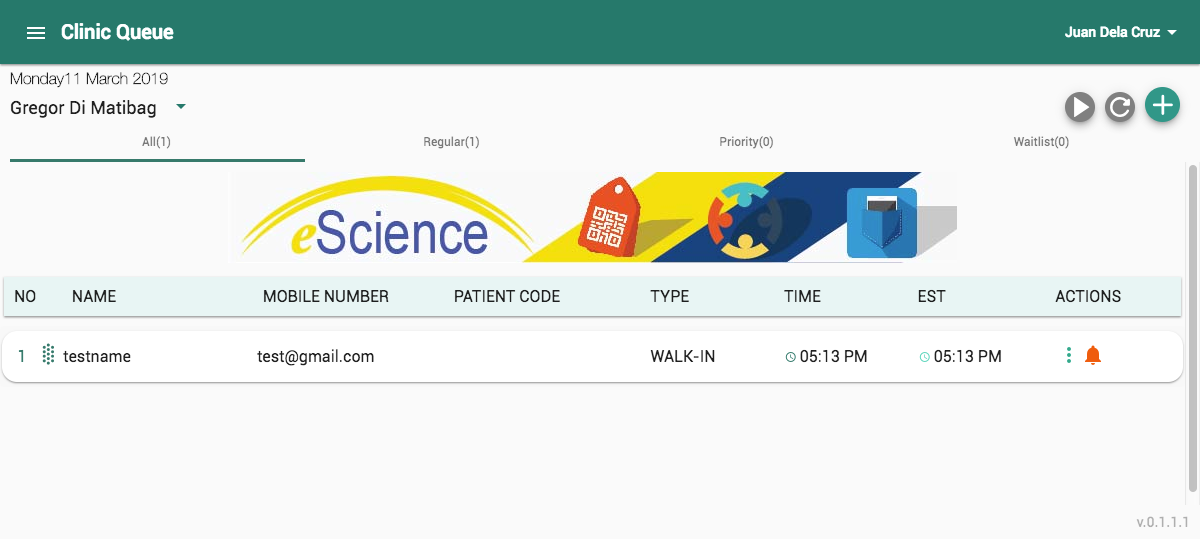 Clinic Queue
Juan Dela Cruz
Monday11 March 2019
Gregor Di Matibag
All(1) Regular(1) Priority(0) Waitlist(0)
eScience
NO NAME MOBILE NUMBER PATIENT CODE TYPE TIME EST ACTIONS
1 testname test@gmail.com WALK-IN 05:13 PM 05:13 PM
v.0.1.1.1